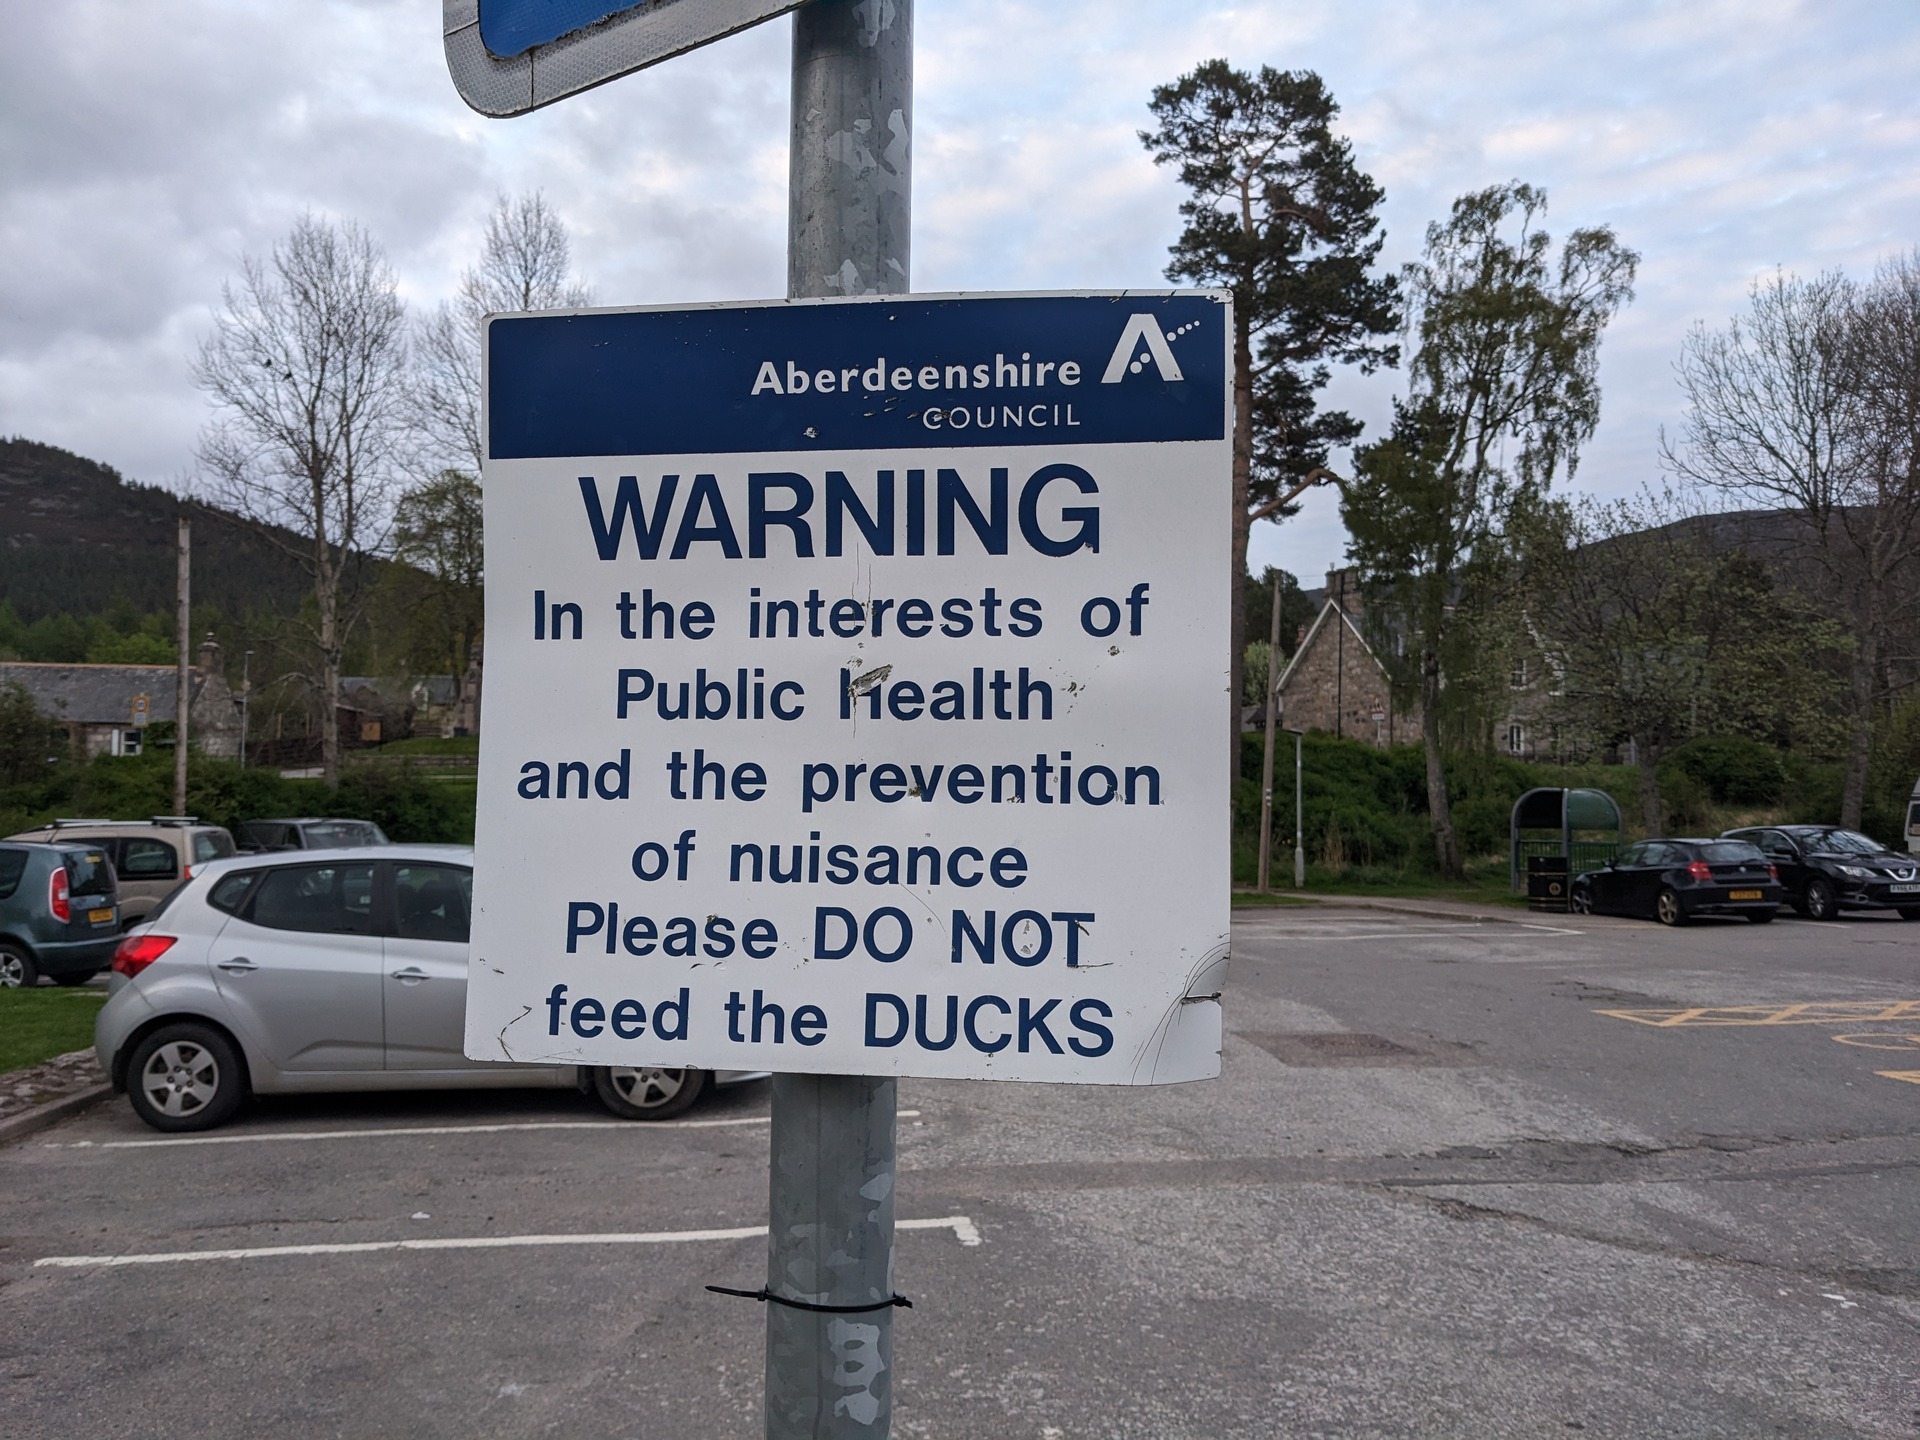 Aberdeenshire
COUNCIL
WARNING
In the interests of
Public Health
and the prevention
of nuisance
Please DO NOT
feed the DUCKS